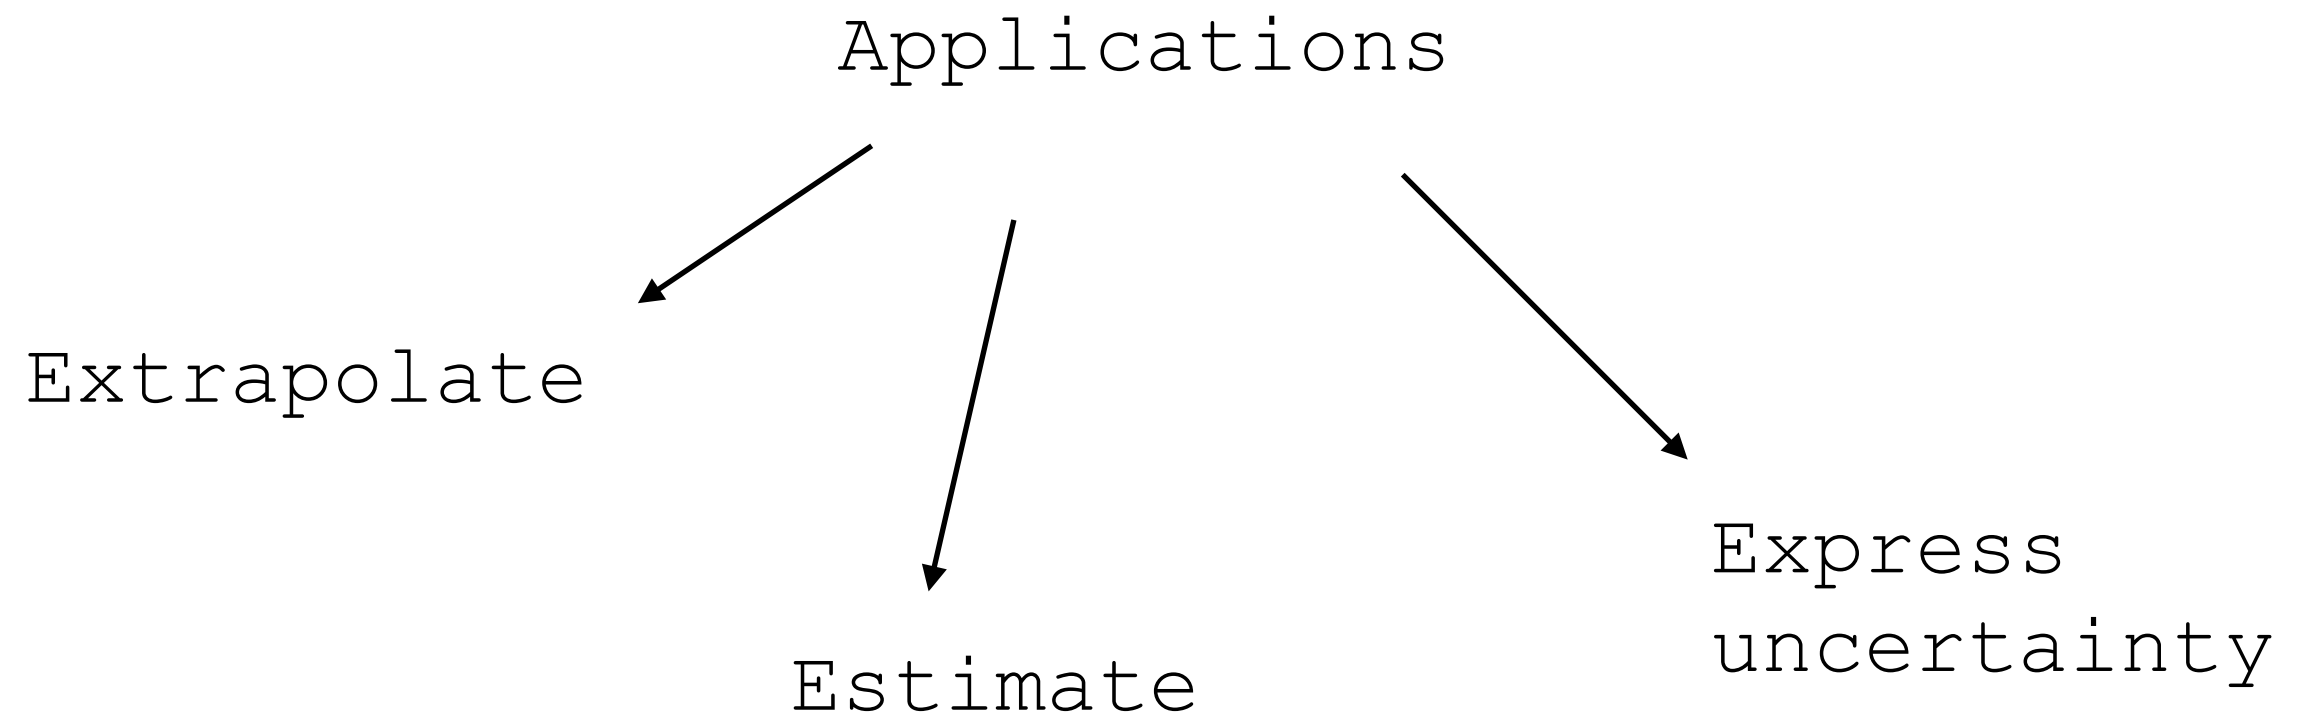 Applications
Extrapolate
Estimate
Express
uncertainty